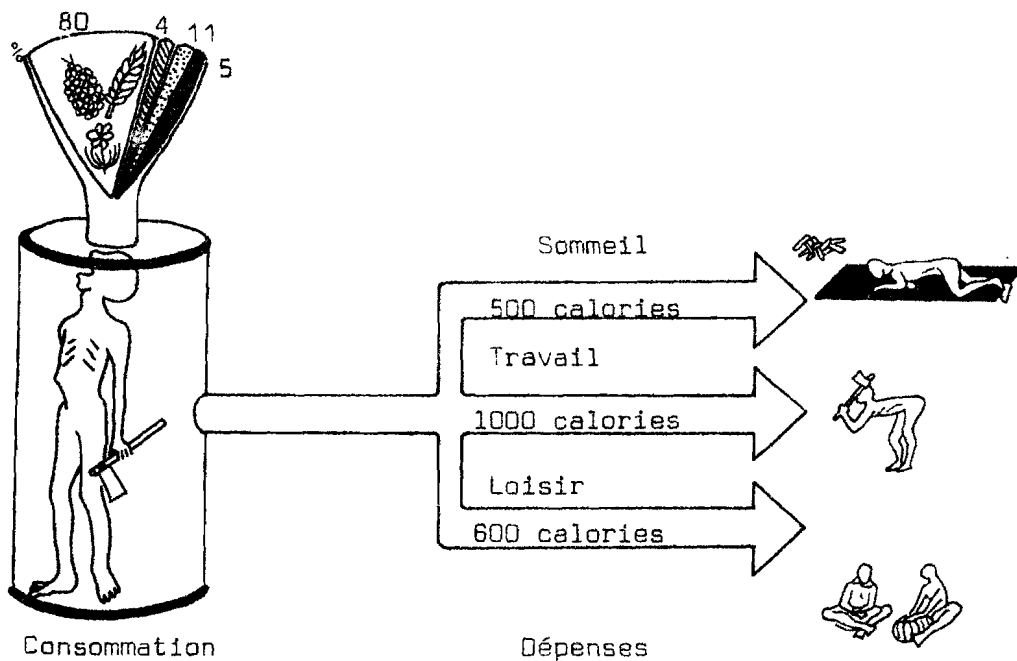 80
4
11
%
5
Sommeil
500 calories
Travail
1000 calories
Loisir
600 calories
Consommation
Dépenses